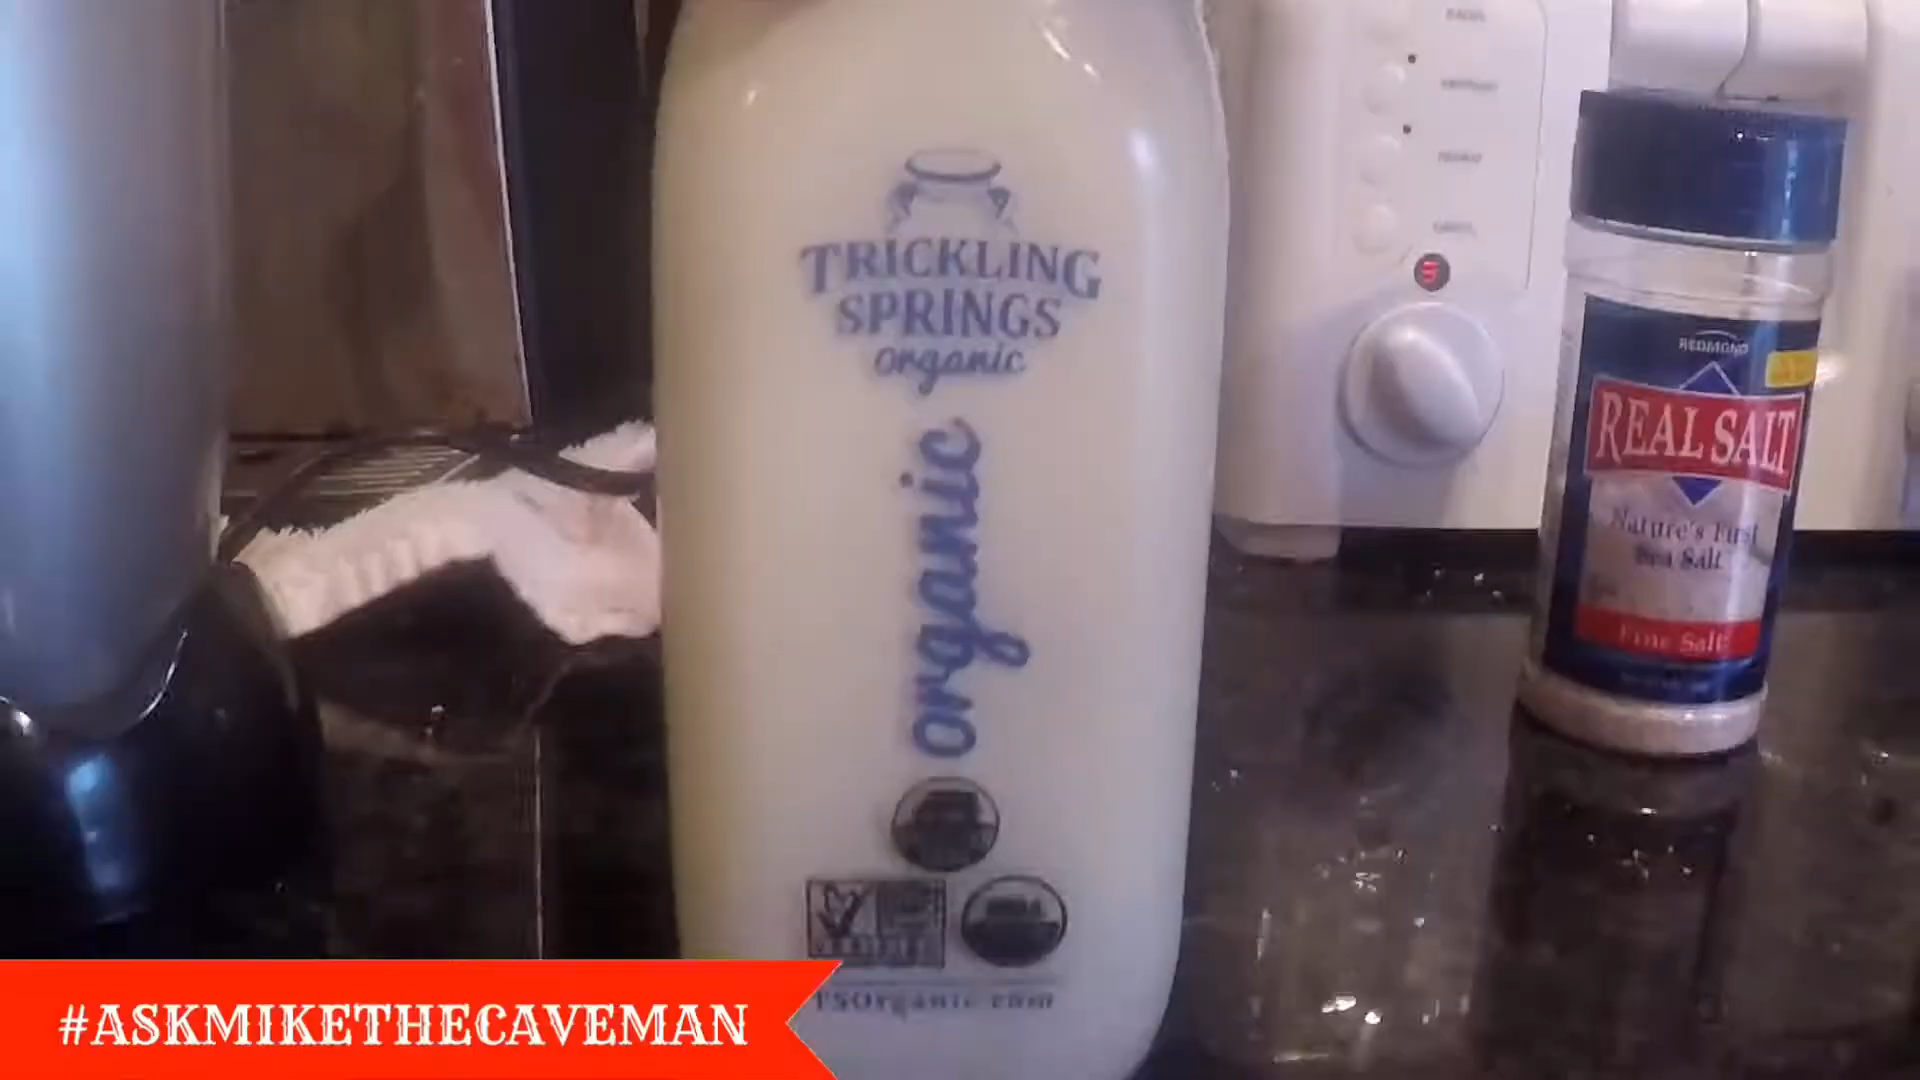 TRICKLING
SPRINGS
organic
organic
TSOrganic.com
REDMOND
REAL SALT
Nature's First
Sea Salt
Fine Salt
#ASKMIKETHECAVEMAN